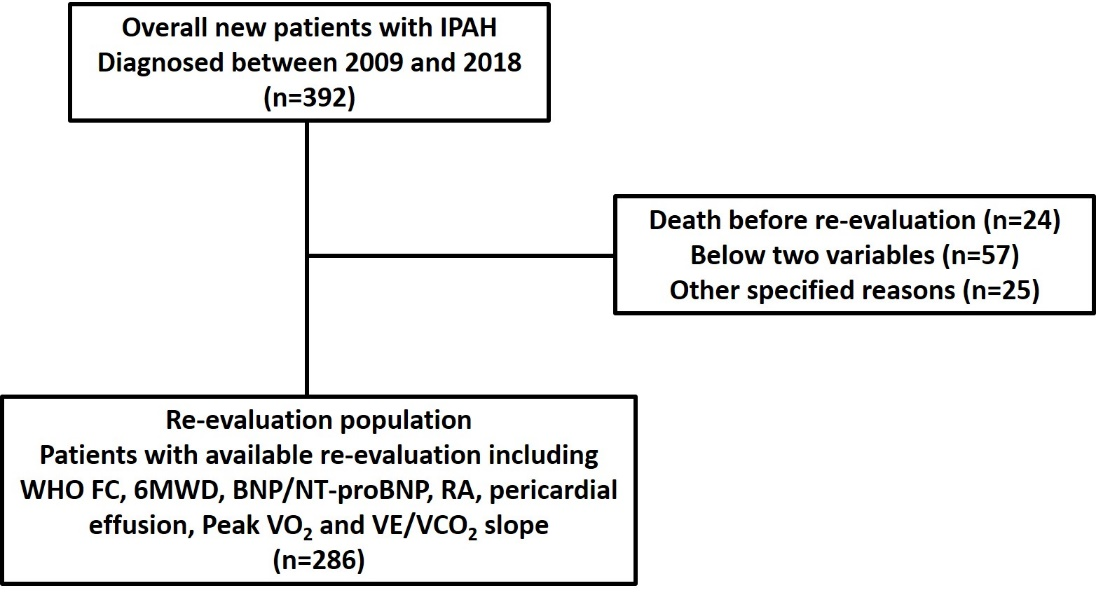 Overall new patients with IPAH
Diagnosed between 2009 and 2018
(n=392)
Death before re-evaluation (n=24)
Below two variables (n=57)
Other specified reasons (n=25)
Re-evaluation population
Patients with available re-evaluation including
WHO FC, 6MWD, BNP/NT-proBNP, RA, pericardial
effusion, Peak VO₂ and VE/VCO₂ slope
(n=286)